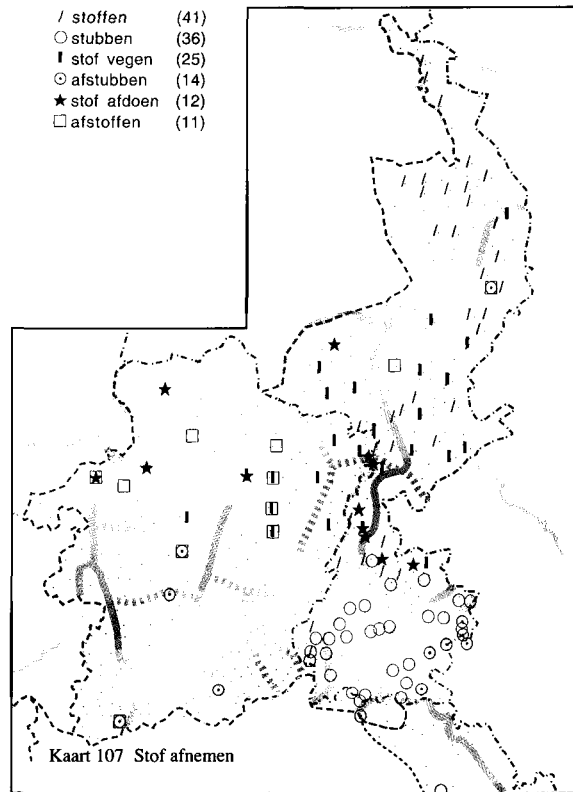 stoffen (41)
stubben (36)
stof vegen (25)
afstubben (14)
stof afdoen (12)
afstoffen (11)
Kaart 107 Stof afnemen